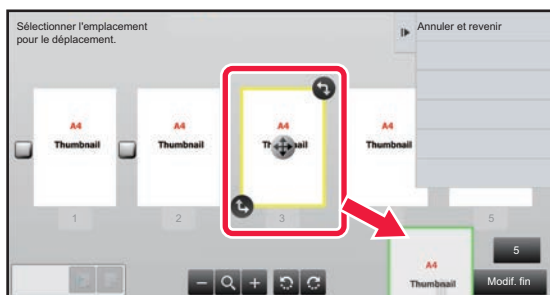 Sélectionner l'emplacement
pour le déplacement.
Annuler et revenir
A4
Thumbnail
A4
Thumbnail
A4
A4
Thumbnail
1
2
3
5
A4
Thumbnail
5
Modif. fin